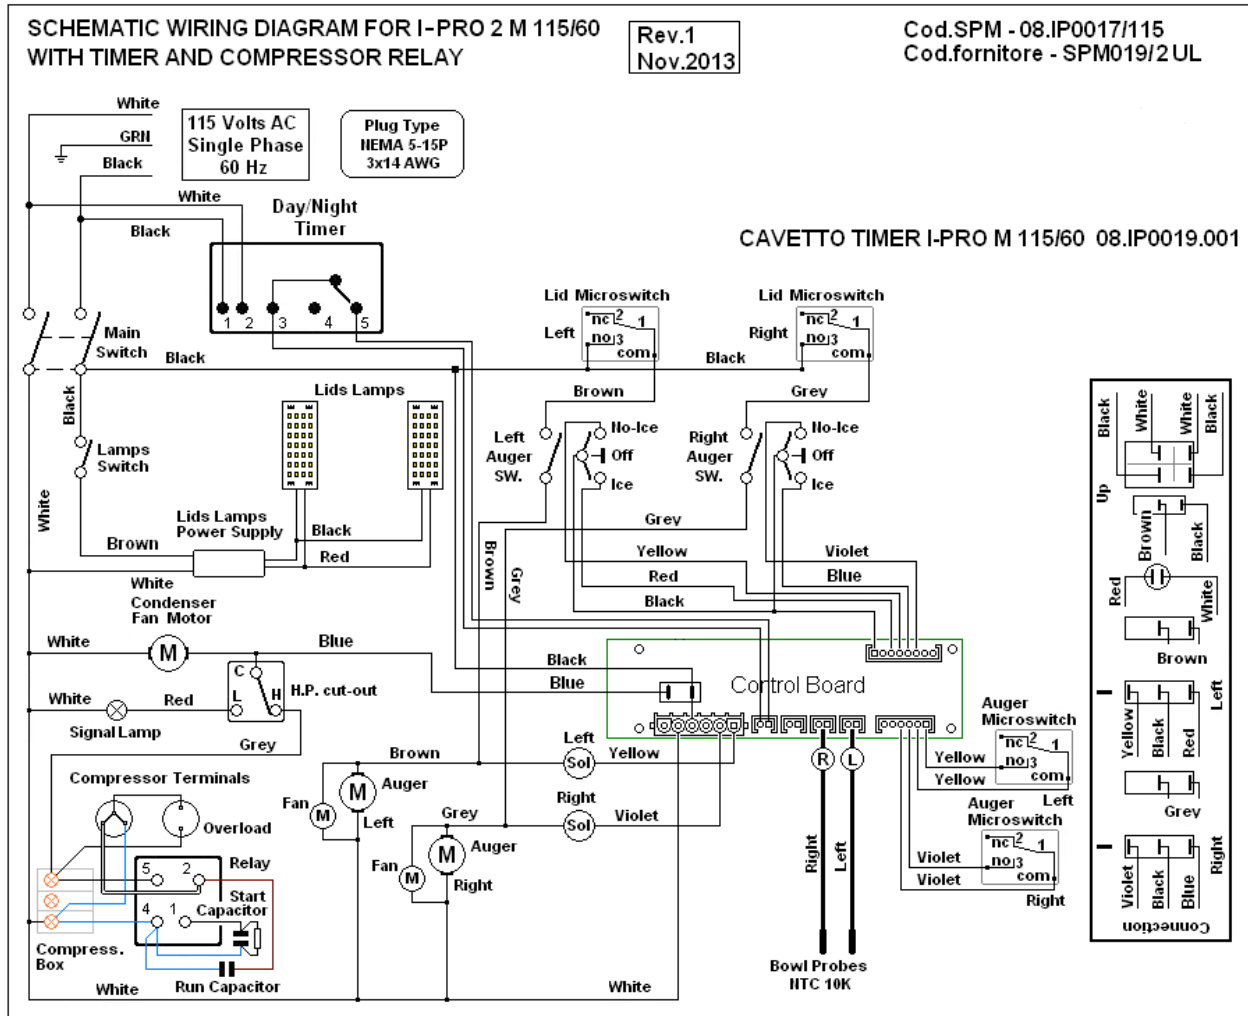 SCHEMATIC WIRING DIAGRAM FOR I-PRO 2 M 115/60
WITH TIMER AND COMPRESSOR RELAY
Rev.1
Nov.2013
Cod.SPM - 08.IP0017/115
Cod.fornitore - SPM019/2 UL
White
GRN
Black
115 Volts AC
Single Phase
60 Hz
Plug Type
NEMA 5-15P
3x14 AWG
White
Black
Day/Night
Timer
1 2 3 4 5
CAVETTO TIMER I-PRO M 115/60 08.IP0019.001
Main
Switch
Black
Lid Microswitch
Left
nc 2
1
no 3
com
Black
Lid Microswitch
Right
nc 2
1
no 3
com
Black
Lamps
Switch
White
Lids Lamps
Brown
Grey
Left
Auger
SW.
No-Ice
Off
Ice
Right
Auger
SW.
No-Ice
Off
Ice
Lids Lamps
Power Supply
Black
Red
Brown
White
Brown
Grey
Grey
Yellow
Red
Black
Violet
Blue
Condenser
Fan Motor
White
M
Blue
Black
Blue
Control Board
C
L
H
H.P. cut-out
White
Red
Signal Lamp
Grey
Compressor Terminals
Overload
5
2
4
1
Relay
Start
Capacitor
Compress.
Box
Run Capacitor
White
White
Brown
Left
Sol
Yellow
Fan
M
M
Auger
Left
Grey
Right
Sol
Violet
Fan
M
M
Auger
Right
R
L
Right
Left
Bowl Probes
NTC 10K
Yellow
Yellow
Auger
Microswitch
nc 2
1
no 3
com
Left
Violet
Violet
Auger
Microswitch
nc 2
1
no 3
com
Right
Black
White
White
Black
Up
Brown
Black
Red
White
Brown
I
Left
Yellow
Black
Red
Grey
I
Right
Violet
Black
Blue
Connection